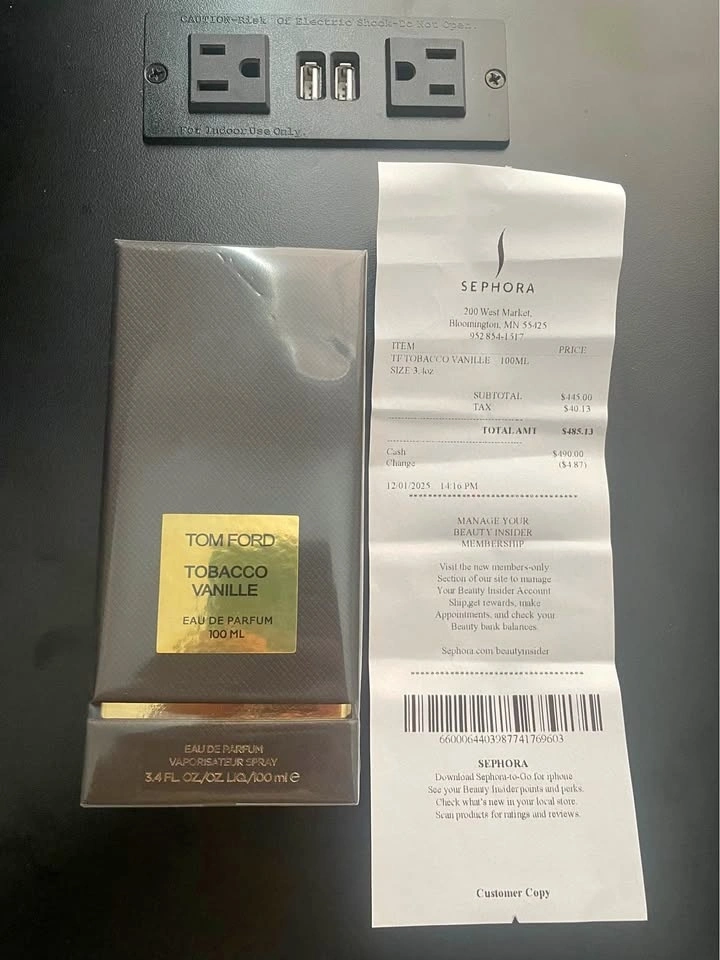 CAUTION-Risk Of Electric Shock-Do Not Open.
For Indoor Use Only.
TOM FORD
TOBACCO
VANILLE
EAU DE PARFUM
100 ML
EAU DE PARFUM
VAPORISATEUR SPRAY
3.4 FL. OZ./OZ. LIQ./100 ml e
SEPHORA
200 West Market,
Bloomington, MN 55425
952 854-1517
ITEM PRICE
TF TOBACCO VANILLE 100ML
SIZE 3.4oz
SUBTOTAL $445.00
TAX $40.13
TOTAL AMT $485.13
Cash $490.00
Change ($4.87)
12/01/2025 14:16 PM
MANAGE YOUR
BEAUTY INSIDER
MEMBERSHIP
Visit the new members-only
Section of our site to manage
Your Beauty Insider Account
Ship,get rewards, make
Appointments, and check your
Beauty bank balances.
Sephora.com/beautyinsider
6600064403987741769603
SEPHORA
Download Sephora-to-Go for iphone
See your Beauty Insider points and perks.
Check what's new in your local store.
Scan products for ratings and reviews.
Customer Copy